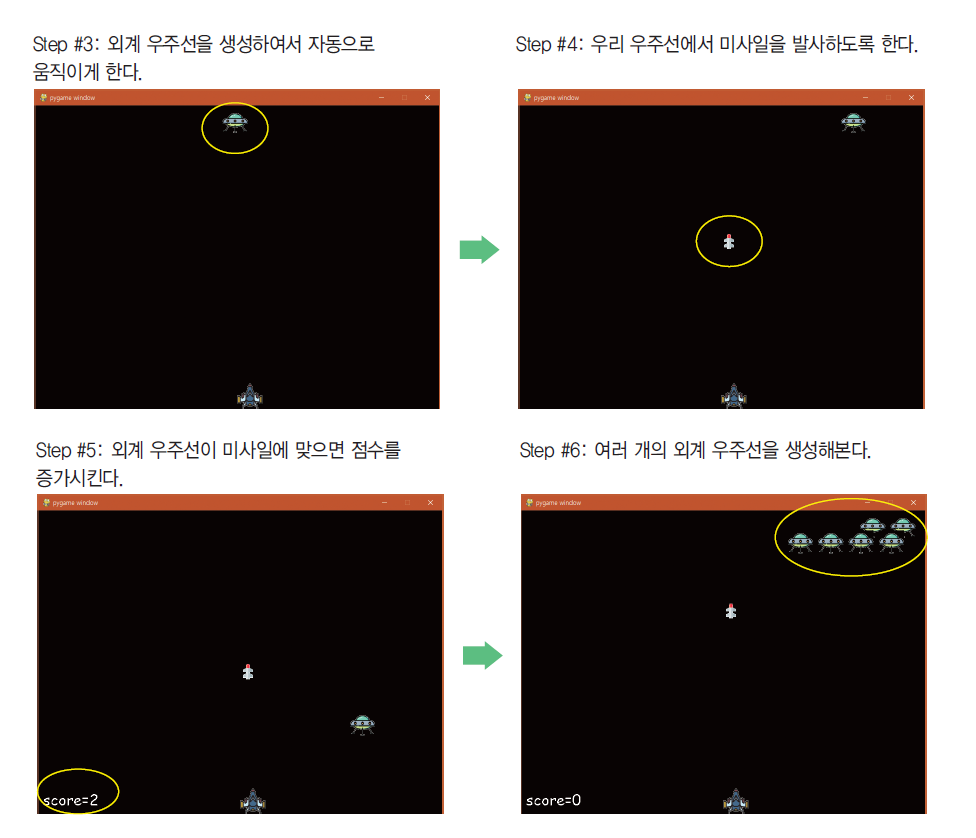 Step #3: 외계 우주선을 생성하여서 자동으로
움직이게 한다.
pygame window
Step #4: 우리 우주선에서 미사일을 발사하도록 한다.
pygame window
Step #5: 외계 우주선이 미사일에 맞으면 점수를
증가시킨다.
pygame window
score=2
Step #6: 여러 개의 외계 우주선을 생성해본다.
pygame window
score=0